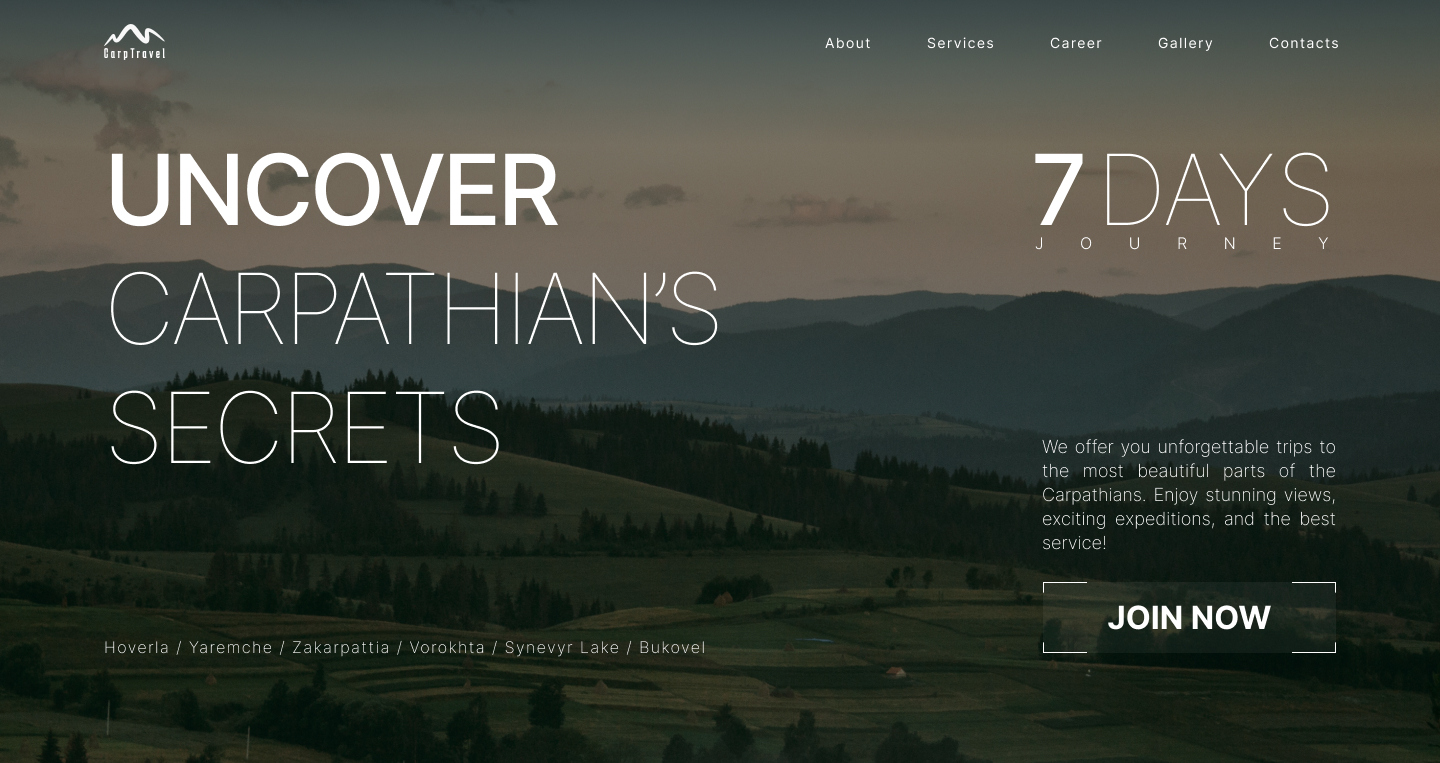 CarpTravel
About Services Career Gallery Contacts
UNCOVER
CARPATHIAN’S
SECRETS
7 DAYS
JOURNEY
We offer you unforgettable trips to
the most beautiful parts of the
Carpathians. Enjoy stunning views,
exciting expeditions, and the best
service!
JOIN NOW
Hoverla / Yaremche / Zakarpattia / Vorokhta / Synevyr Lake / Bukovel